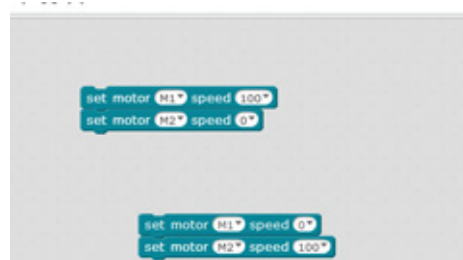 set motor M1 speed 100
set motor M2 speed 0
set motor M1 speed 0
set motor M2 speed 100